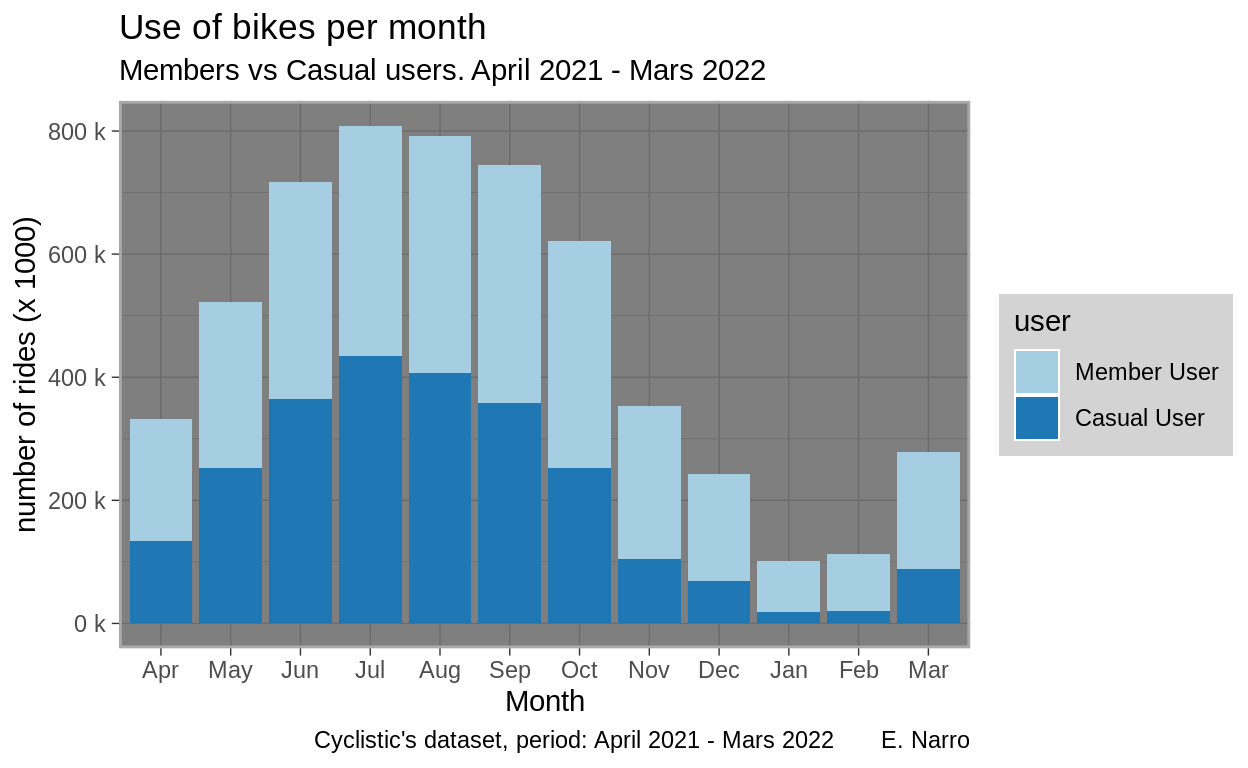 Use of bikes per month
Members vs Casual users. April 2021 - Mars 2022
number of rides (x 1000)
800 k
600 k
400 k
200 k
0 k
Apr May Jun Jul Aug Sep Oct Nov Dec Jan Feb Mar
Month
user
Member User
Casual User
Cyclistic's dataset, period: April 2021 - Mars 2022 E. Narro